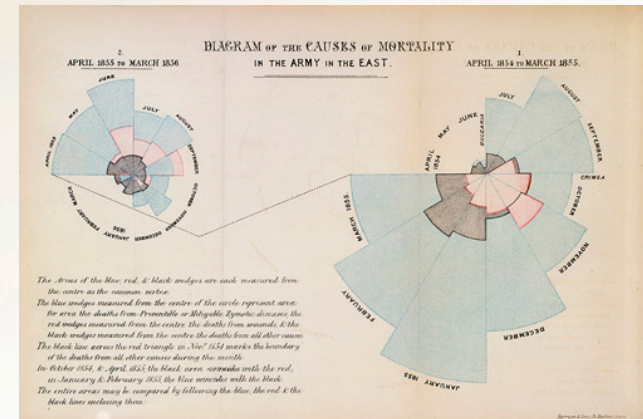 DIAGRAM OF THE CAUSES OF MORTALITY
IN THE ARMY IN THE EAST.
2.
APRIL 1855 TO MARCH 1856
1.
APRIL 1854 TO MARCH 1855.
APRIL 1855
MAY
JUNE
JULY
AUGUST
SEPTEMBER
OCTOBER
NOVEMBER
DECEMBER
JANUARY 1856
FEBRUARY
MARCH
APRIL 1854
MAY
JUNE
BULGARIA
JULY
AUGUST
SEPTEMBER
CRIMEA
OCTOBER
NOVEMBER
DECEMBER
JANUARY 1855
FEBRUARY
MARCH 1855.
The Areas of the blue, red, & black wedges are each measured from
the centre as the common vertex.
The blue wedges measured from the centre of the circle represent area
for area the deaths from Preventible or Mitigable Zymotic diseases, the
red wedges measured from the centre the deaths from wounds, & the
black wedges measured from the centre the deaths from all other causes.
The black line across the red triangle in Nov.r 1854 marks the boundary
of the deaths from all other causes during the month.
In October 1854, & April, 1855, the black area coincides with the red,
in January & February 1855, the blue coincides with the black.
The entire areas may be compared by following the blue, the red & the
black lines enclosing them.